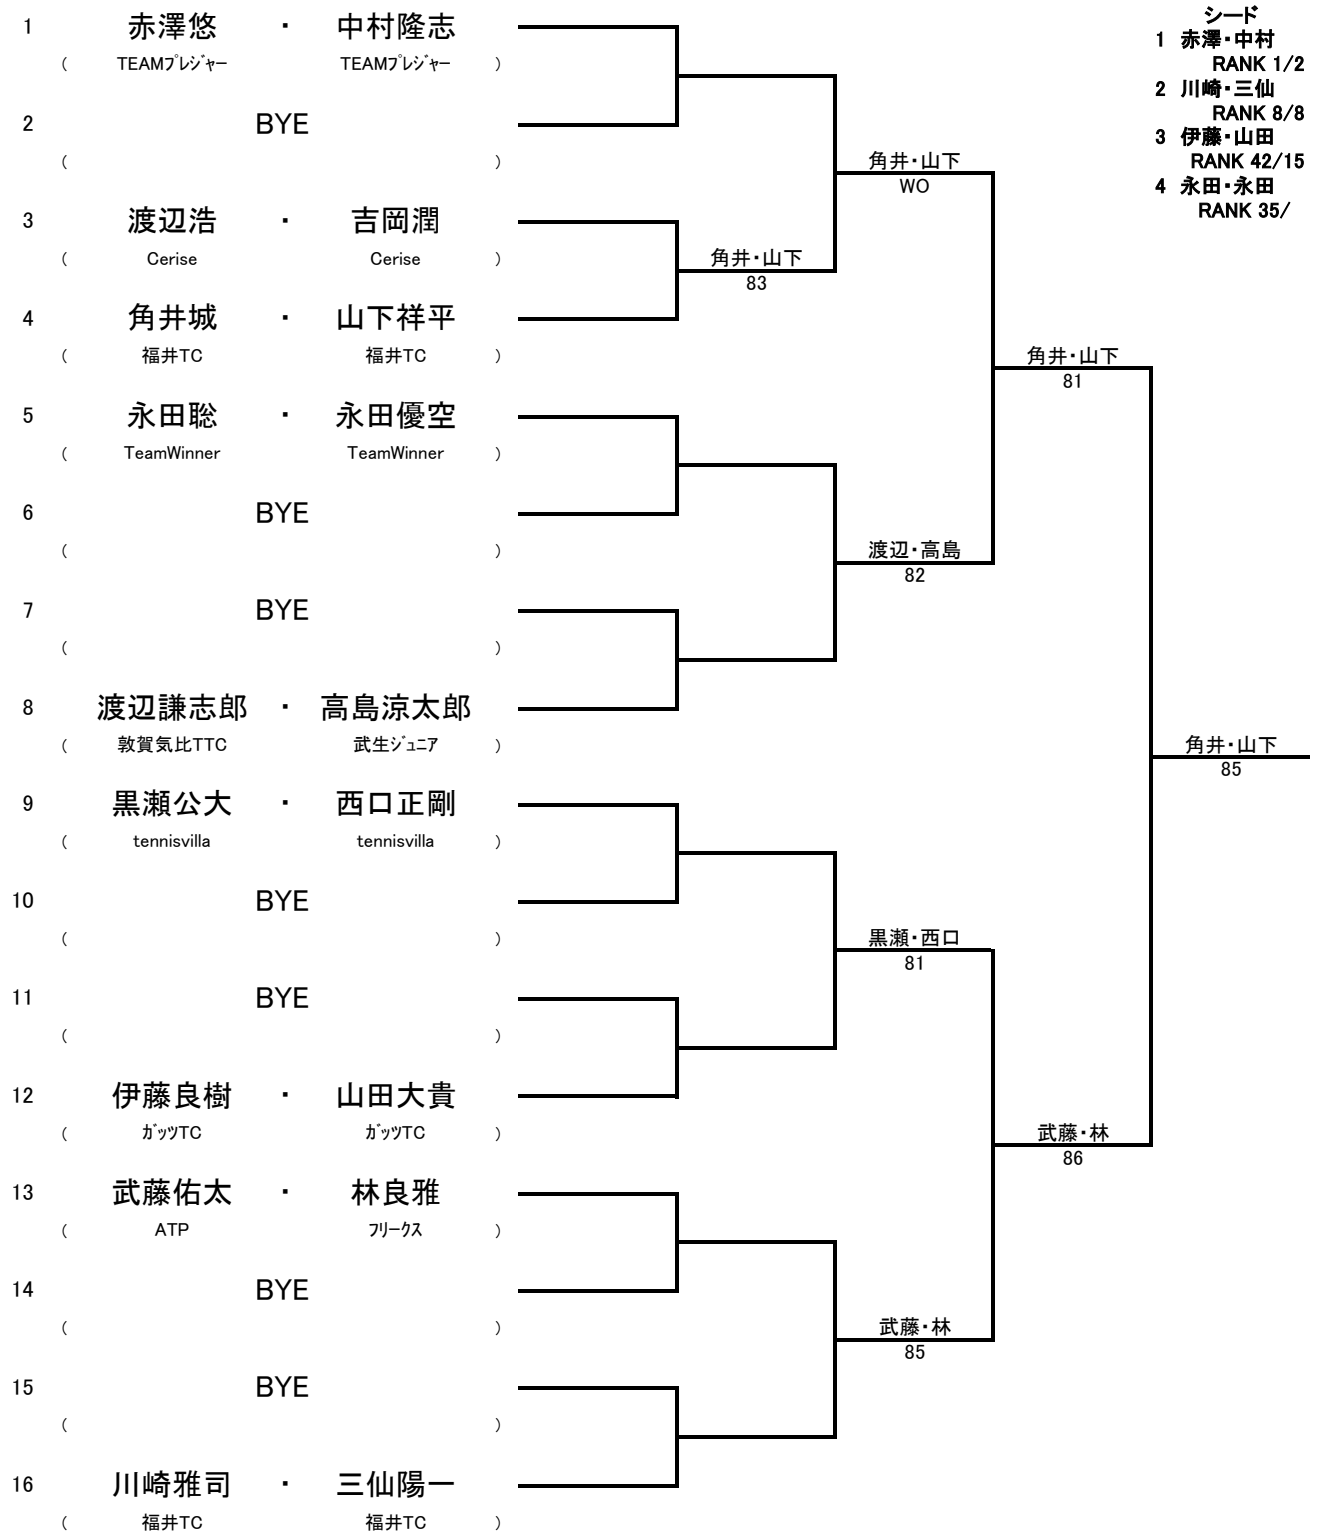 シード
1 赤澤・中村
RANK 1/2
2 川崎・三仙
RANK 8/8
3 伊藤・山田
RANK 42/15
4 永田・永田
RANK 35/
1 赤澤悠 ・ 中村隆志
( TEAMﾌﾟﾚｼﾞｬｰ TEAMﾌﾟﾚｼﾞｬｰ )
2 BYE
( )
角井・山下
WO
3 渡辺浩 ・ 吉岡潤
( Cerise Cerise )
角井・山下
83
4 角井城 ・ 山下祥平
( 福井TC 福井TC )
角井・山下
81
5 永田聡 ・ 永田優空
( TeamWinner TeamWinner )
6 BYE
( )
渡辺・高島
82
7 BYE
( )
8 渡辺謙志郎 ・ 高島涼太郎
( 敦賀気比TTC 武生ｼﾞｭﾆｱ )
角井・山下
85
9 黒瀬公大 ・ 西口正剛
( tennisvilla tennisvilla )
10 BYE
( )
黒瀬・西口
81
11 BYE
( )
12 伊藤良樹 ・ 山田大貴
( ｶﾞｯﾂTC ｶﾞｯﾂTC )
武藤・林
86
13 武藤佑太 ・ 林良雅
( ATP ﾌﾘｰｸｽ )
14 BYE
( )
武藤・林
85
15 BYE
( )
16 川崎雅司 ・ 三仙陽一
( 福井TC 福井TC )